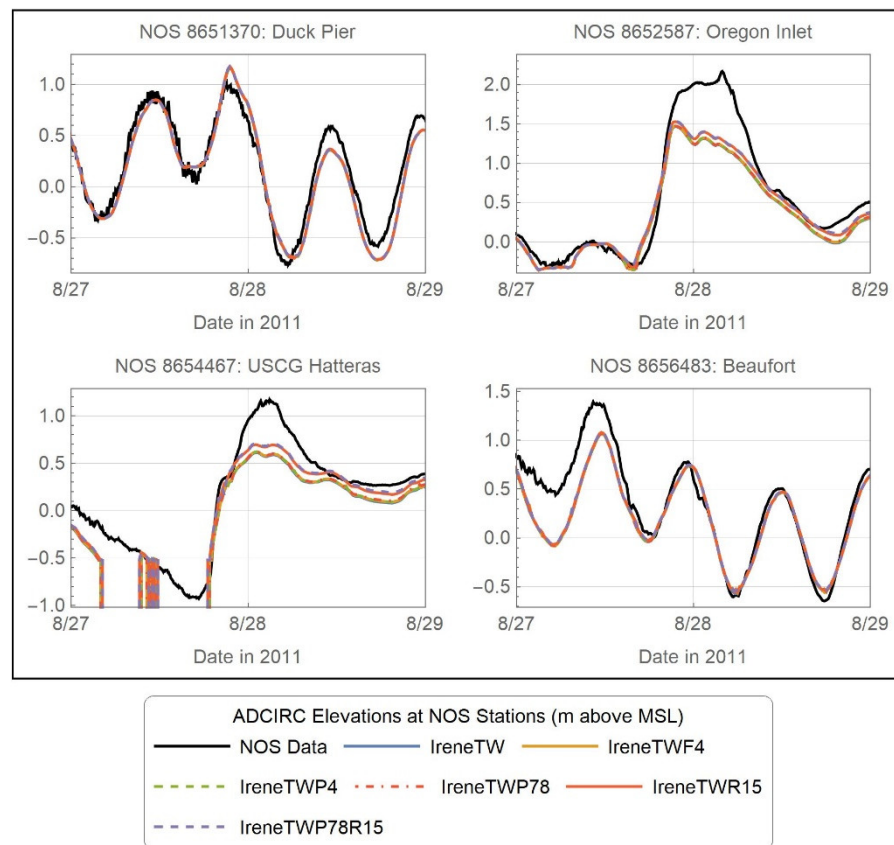 NOS 8651370: Duck Pier
1.0
0.5
0.0
−0.5
8/27
8/28
8/29
Date in 2011
NOS 8652587: Oregon Inlet
2.0
1.5
1.0
0.5
0.0
8/27
8/28
8/29
Date in 2011
NOS 8654467: USCG Hatteras
1.0
0.5
0.0
−0.5
−1.0
8/27
8/28
8/29
Date in 2011
NOS 8656483: Beaufort
1.5
1.0
0.5
0.0
−0.5
8/27
8/28
8/29
Date in 2011
ADCIRC Elevations at NOS Stations (m above MSL)
NOS Data IreneTW IreneTWF4
IreneTWP4 IreneTWP78 IreneTWR15
IreneTWP78R15